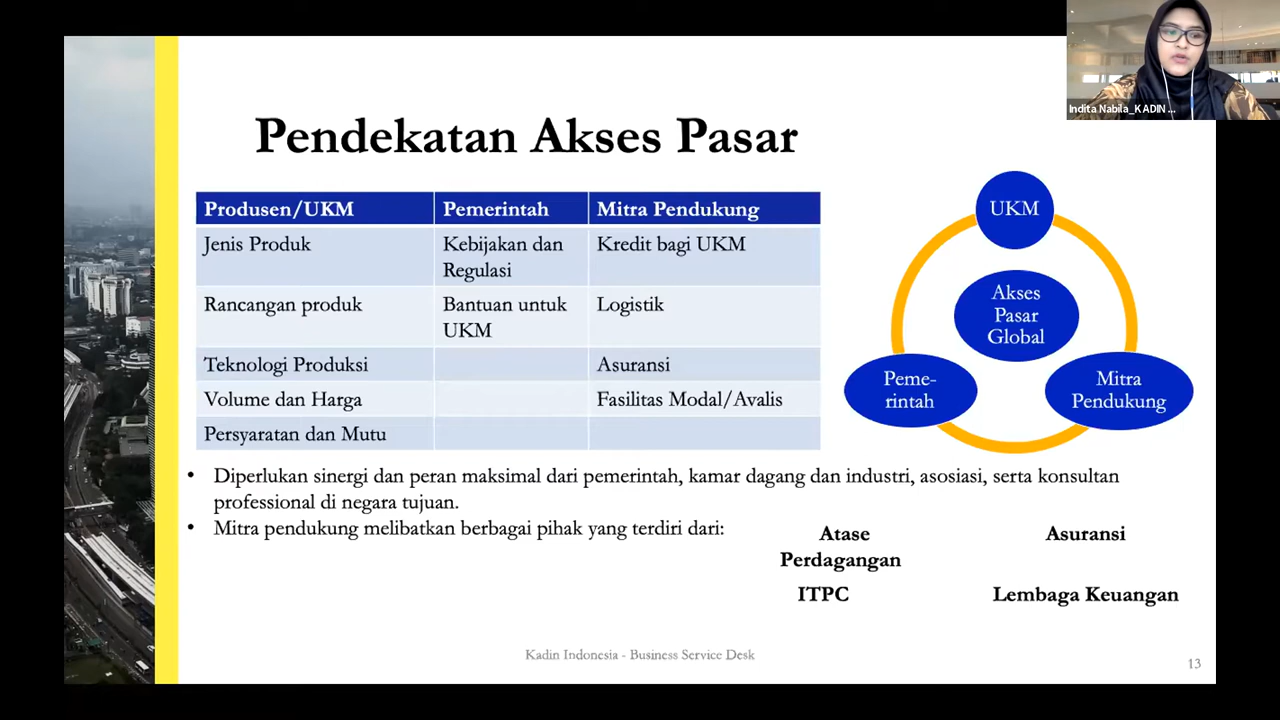 Indita Nabila_KADIN ...
Pendekatan Akses Pasar
Produsen/UKM Pemerintah Mitra Pendukung
Jenis Produk Kebijakan dan Kredit bagi UKM
Regulasi
Rancangan produk Bantuan untuk Logistik
UKM
Teknologi Produksi Asuransi
Volume dan Harga Fasilitas Modal/Avalis
Persyaratan dan Mutu
UKM
Akses
Pasar
Global
Peme-
rintah
Mitra
Pendukung
• Diperlukan sinergi dan peran maksimal dari pemerintah, kamar dagang dan industri, asosiasi, serta konsultan
professional di negara tujuan.
• Mitra pendukung melibatkan berbagai pihak yang terdiri dari:
Atase Asuransi
Perdagangan
ITPC Lembaga Keuangan
Kadin Indonesia - Business Service Desk
13